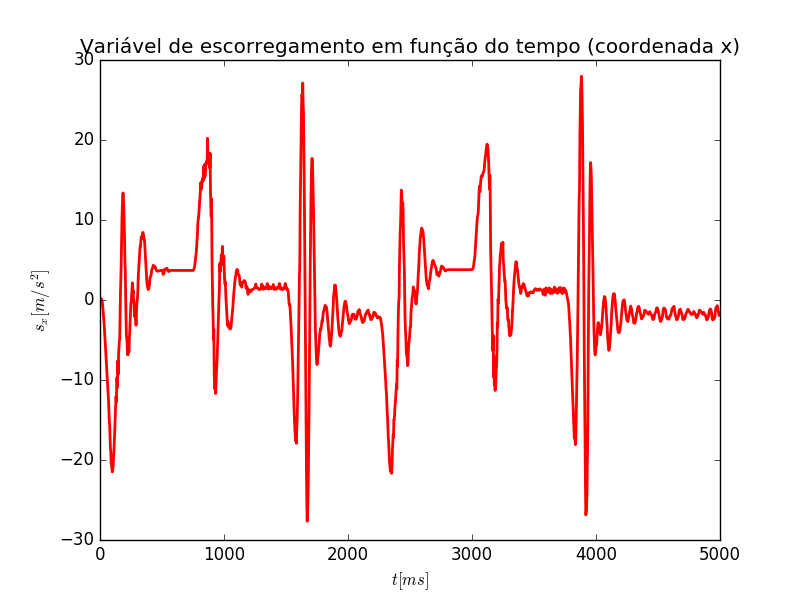 Variável de escorregamento em função do tempo (coordenada x)
30
20
10
0
−10
−20
−30
s_x[m/s^2]
0 1000 2000 3000 4000 5000
t[ms]